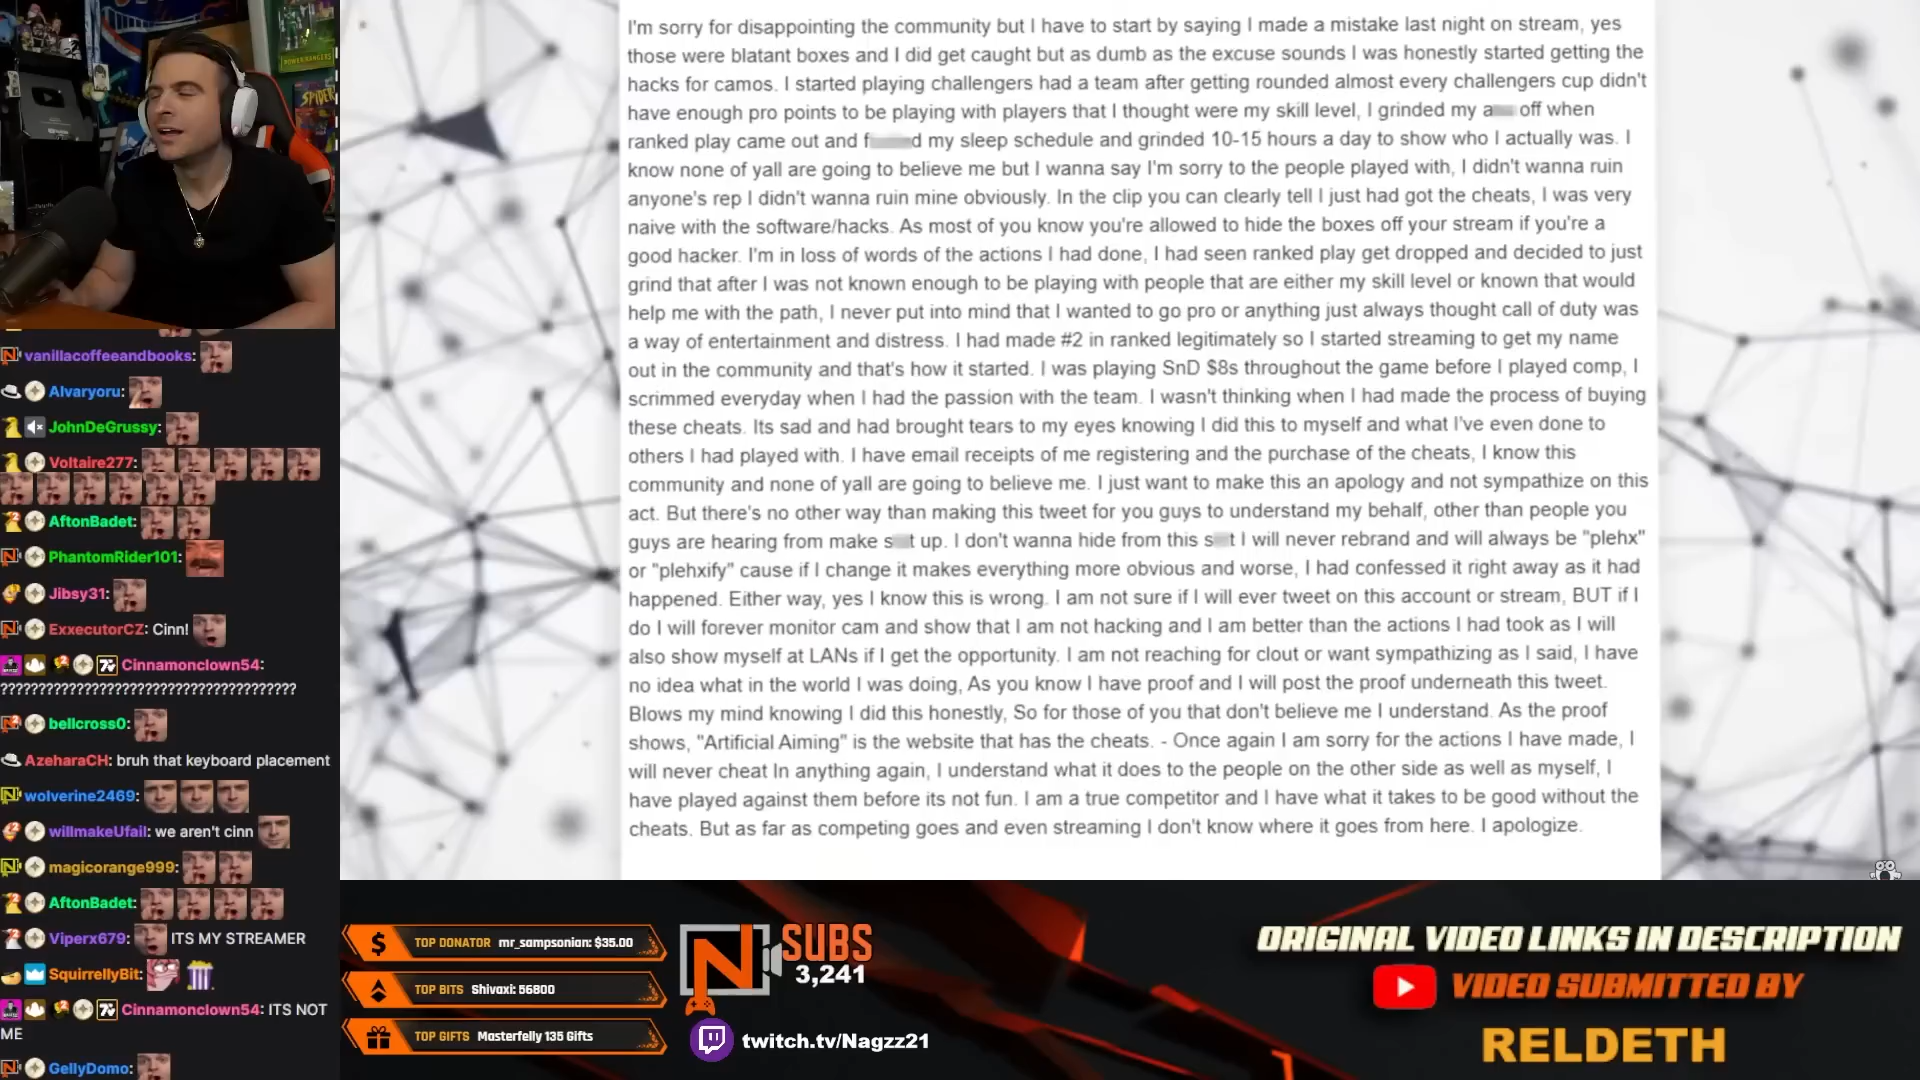 I'm sorry for disappointing the community but I have to start by saying I made a mistake last night on stream, yes
those were blatant boxes and I did get caught but as dumb as the excuse sounds I was honestly started getting the
hacks for camos. I started playing challengers had a team after getting rounded almost every challengers cup didn't
have enough pro points to be playing with players that I thought were my skill level, I grinded my a off when
ranked play came out and f d my sleep schedule and grinded 10-15 hours a day to show who I actually was. I
know none of yall are going to believe me but I wanna say I'm sorry to the people played with, I didn't wanna ruin
anyone's rep I didn't wanna ruin mine obviously. In the clip you can clearly tell I just had got the cheats, I was very
naive with the software/hacks. As most of you know you're allowed to hide the boxes off your stream if you're a
good hacker. I'm in loss of words of the actions I had done, I had seen ranked play get dropped and decided to just
grind that after I was not known enough to be playing with people that are either my skill level or known that would
help me with the path, I never put into mind that I wanted to go pro or anything just always thought call of duty was
a way of entertainment and distress. I had made #2 in ranked legitimately so I started streaming to get my name
out in the community and that's how it started. I was playing SnD $8s throughout the game before I played comp, I
scrimmed everyday when I had the passion with the team. I wasn't thinking when I had made the process of buying
these cheats. Its sad and had brought tears to my eyes knowing I did this to myself and what I've even done to
others I had played with. I have email receipts of me registering and the purchase of the cheats, I know this
community and none of yall are going to believe me. I just want to make this an apology and not sympathize on this
act. But there's no other way than making this tweet for you guys to understand my behalf, other than people you
guys are hearing from make s t up. I don't wanna hide from this s t I will never rebrand and will always be "plehx"
or "plehxify" cause if I change it makes everything more obvious and worse, I had confessed it right away as it had
happened. Either way, yes I know this is wrong. I am not sure if I will ever tweet on this account or stream, BUT if I
do I will forever monitor cam and show that I am not hacking and I am better than the actions I had took as I will
also show myself at LANs if I get the opportunity. I am not reaching for clout or want sympathizing as I said, I have
no idea what in the world I was doing, As you know I have proof and I will post the proof underneath this tweet.
Blows my mind knowing I did this honestly, So for those of you that don't believe me I understand. As the proof
shows, "Artificial Aiming" is the website that has the cheats. - Once again I am sorry for the actions I have made, I
will never cheat In anything again, I understand what it does to the people on the other side as well as myself, I
have played against them before its not fun. I am a true competitor and I have what it takes to be good without the
cheats. But as far as competing goes and even streaming I don't know where it goes from here. I apologize.
POWER RANGERS
SPIDER
vanillacoffeeandbooks:
Alvaryoru:
JohnDeGrussy:
Voltaire277:
AftonBadet:
PhantomRider101:
Jibsy31:
ExxecutorCZ: Cinn!
Cinnamonclown54:
????????????????????????????????????????
bellcross0:
AzeharaCH: bruh that keyboard placement
wolverine2469:
willmakeUfail: we aren't cinn
magicorange999:
AftonBadet:
Viperx679: ITS MY STREAMER
SquirrellyBit:
Cinnamonclown54: ITS NOT
ME
GellyDomo:
TOP DONATOR mr_sampsonian: $35.00
TOP BITS Shivaxi: 56800
TOP GIFTS Masterfelly 135 Gifts
N SUBS
3,241
twitch.tv/Nagzz21
ORIGINAL VIDEO LINKS IN DESCRIPTION
VIDEO SUBMITTED BY
RELDETH